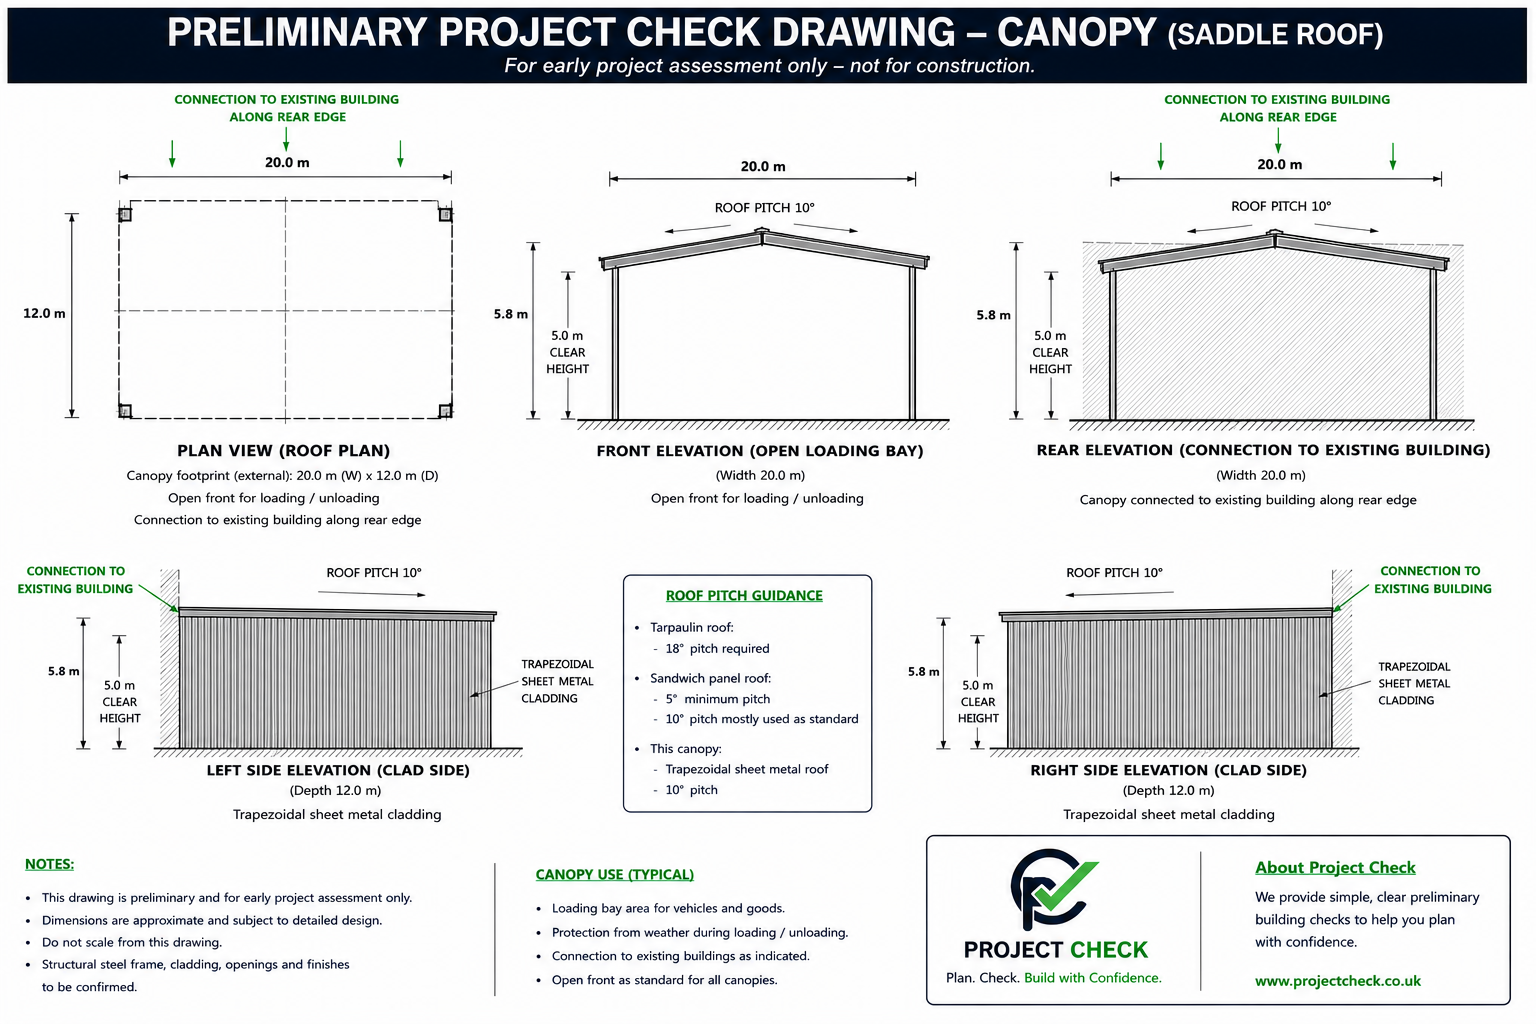 PRELIMINARY PROJECT CHECK DRAWING – CANOPY (SADDLE ROOF)
For early project assessment only – not for construction.
CONNECTION TO EXISTING BUILDING
ALONG REAR EDGE
20.0 m
12.0 m
PLAN VIEW (ROOF PLAN)
Canopy footprint (external): 20.0 m (W) x 12.0 m (D)
Open front for loading / unloading
Connection to existing building along rear edge
20.0 m
ROOF PITCH 10°
5.8 m
5.0 m
CLEAR
HEIGHT
FRONT ELEVATION (OPEN LOADING BAY)
(Width 20.0 m)
Open front for loading / unloading
CONNECTION TO EXISTING BUILDING
ALONG REAR EDGE
20.0 m
ROOF PITCH 10°
5.8 m
5.0 m
CLEAR
HEIGHT
REAR ELEVATION (CONNECTION TO EXISTING BUILDING)
(Width 20.0 m)
Canopy connected to existing building along rear edge
CONNECTION TO
EXISTING BUILDING
ROOF PITCH 10°
5.8 m
5.0 m
CLEAR
HEIGHT
TRAPEZOIDAL
SHEET METAL
CLADDING
LEFT SIDE ELEVATION (CLAD SIDE)
(Depth 12.0 m)
Trapezoidal sheet metal cladding
ROOF PITCH GUIDANCE
• Tarpaulin roof:
- 18° pitch required
• Sandwich panel roof:
- 5° minimum pitch
- 10° pitch mostly used as standard
• This canopy:
- Trapezoidal sheet metal roof
- 10° pitch
ROOF PITCH 10°
CONNECTION TO
EXISTING BUILDING
5.8 m
5.0 m
CLEAR
HEIGHT
TRAPEZOIDAL
SHEET METAL
CLADDING
RIGHT SIDE ELEVATION (CLAD SIDE)
(Depth 12.0 m)
Trapezoidal sheet metal cladding
NOTES:
• This drawing is preliminary and for early project assessment only.
• Dimensions are approximate and subject to detailed design.
• Do not scale from this drawing.
• Structural steel frame, cladding, openings and finishes
to be confirmed.
CANOPY USE (TYPICAL)
• Loading bay area for vehicles and goods.
• Protection from weather during loading / unloading.
• Connection to existing buildings as indicated.
• Open front as standard for all canopies.
PROJECT CHECK
Plan. Check. Build with Confidence.
About Project Check
We provide simple, clear preliminary
building checks to help you plan
with confidence.
www.projectcheck.co.uk